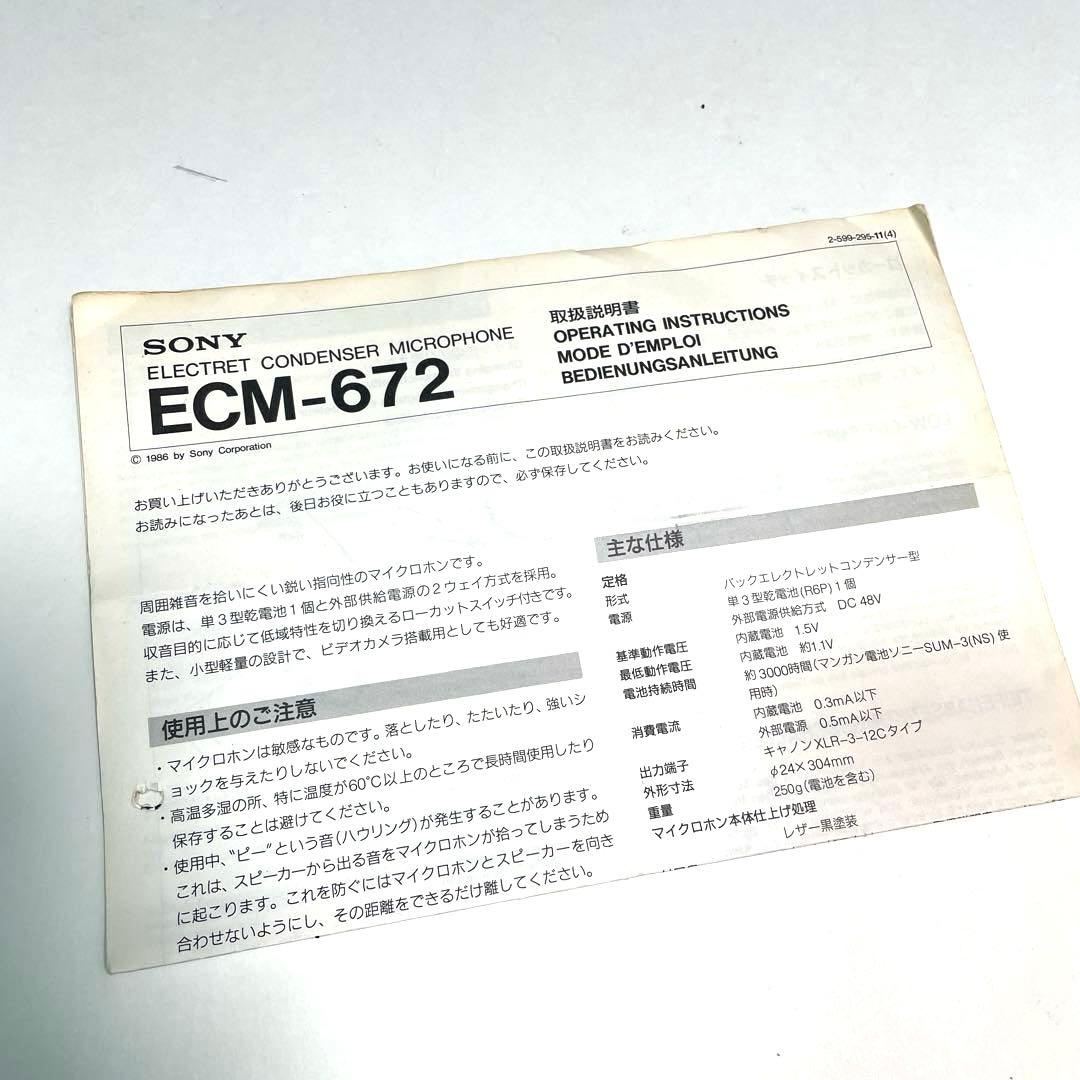 2-599-295-11(4)
SONY
ELECTRET CONDENSER MICROPHONE
ECM-672
取扱説明書
OPERATING INSTRUCTIONS
MODE D'EMPLOI
BEDIENUNGSANLEITUNG
© 1986 by Sony Corporation
お買い上げいただきありがとうございます。お使いになる前に、この取扱説明書をお読みください。
お読みになったあとは、後日お役に立つこともありますので、必ず保存してください。
周囲雑音を拾いにくい鋭い指向性のマイクロホンです。
電源は、単3型乾電池1個と外部供給電源の2ウェイ方式を採用。
収音目的に応じて低域特性を切り換えるローカットスイッチ付きです。
また、小型軽量の設計で、ビデオカメラ搭載用としても好適です。
使用上のご注意
・マイクロホンは敏感なものです。落としたり、たたいたり、強いシ
ョックを与えたりしないでください。
・高温多湿の所、特に温度が60°C以上のところで長時間使用したり
保存することは避けてください。
・使用中、“ピー”という音(ハウリング)が発生することがあります。
これは、スピーカーから出る音をマイクロホンが拾ってしまうため
に起こります。これを防ぐにはマイクロホンとスピーカーを向き
合わせないようにし、その距離をできるだけ離してください。
主な仕様
定格
形式 バックエレクトレットコンデンサー型
電源 単3型乾電池(R6P)1個
外部電源供給方式 DC 48V
基準動作電圧 内蔵電池 1.5V
最低動作電圧 内蔵電池 約1.1V
電池持続時間 約3000時間(マンガン電池ソニーSUM-3(NS)使
用時)
消費電流 内蔵電池 0.3mA以下
外部電源 0.5mA以下
出力端子 キャノンXLR-3-12Cタイプ
外形寸法 φ24×304mm
重量 250g(電池を含む)
マイクロホン本体仕上げ処理
レザー黒塗装